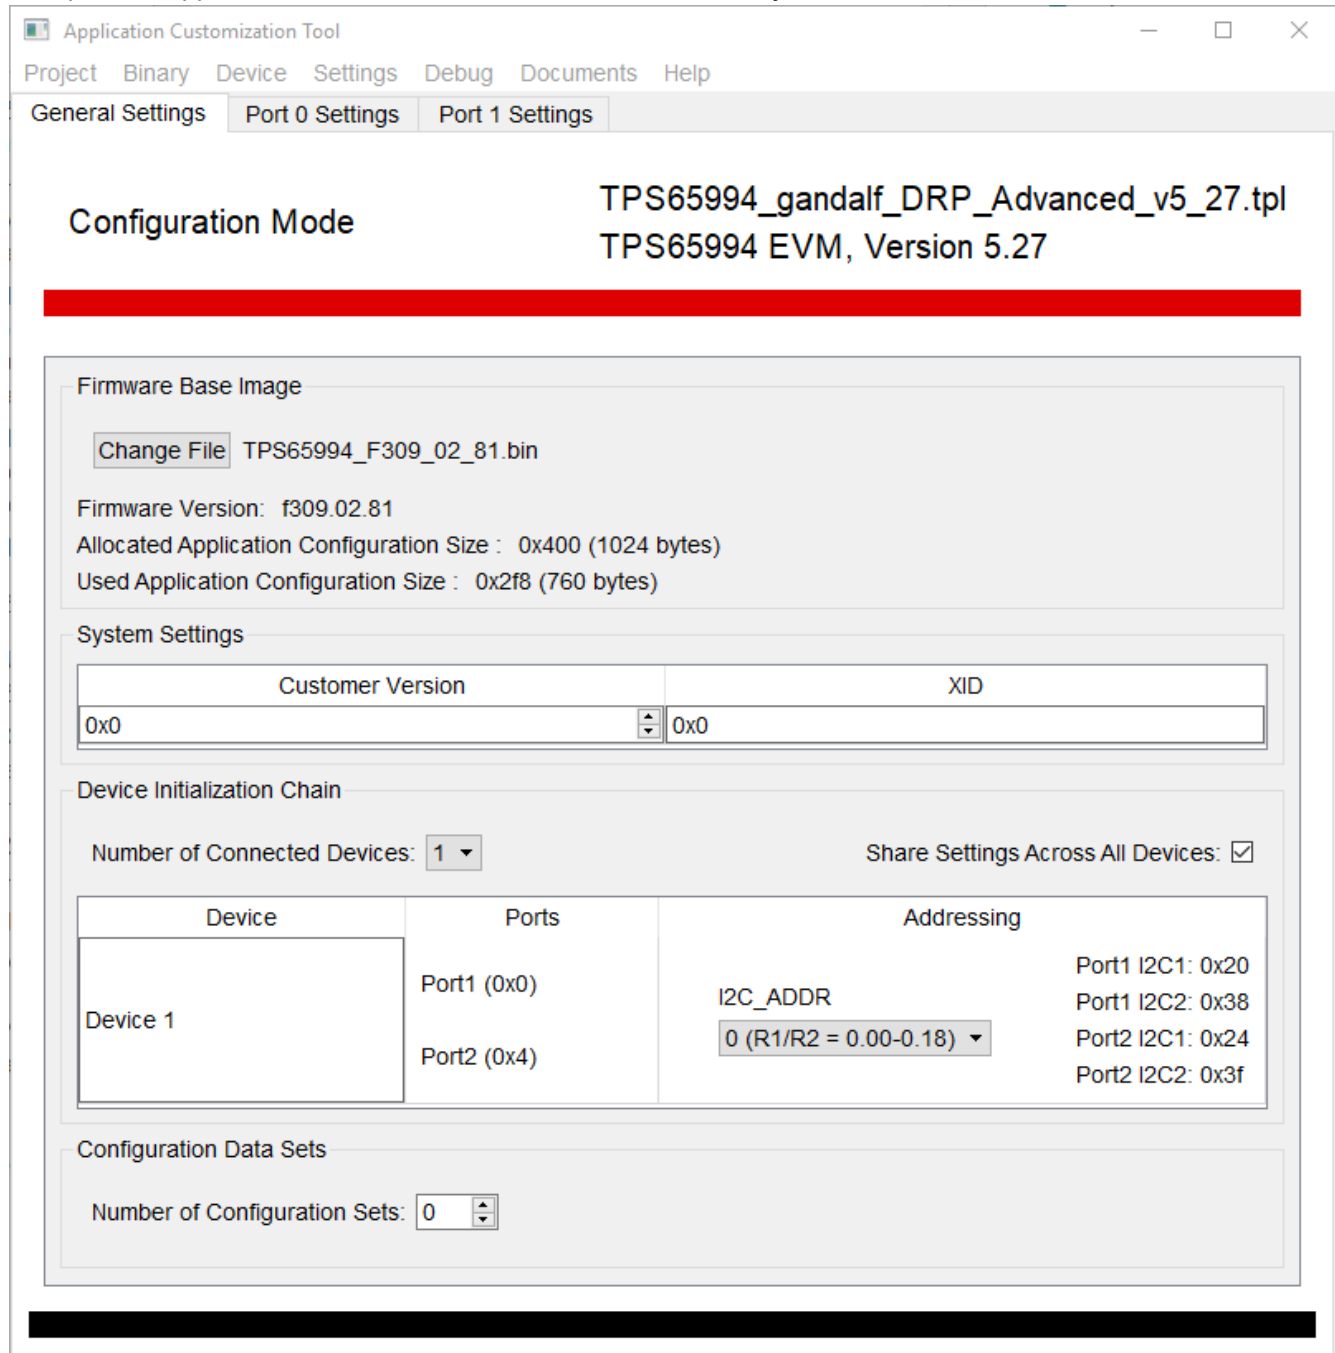 Application Customization Tool
Project Binary Device Settings Debug Documents Help
General Settings Port 0 Settings Port 1 Settings
Configuration Mode
TPS65994_gandalf_DRP_Advanced_v5_27.tpl
TPS65994 EVM, Version 5.27
Firmware Base Image
Change File TPS65994_F309_02_81.bin
Firmware Version: f309.02.81
Allocated Application Configuration Size : 0x400 (1024 bytes)
Used Application Configuration Size : 0x2f8 (760 bytes)
System Settings
Customer Version XID
0x0 0x0
Device Initialization Chain
Number of Connected Devices: 1 Share Settings Across All Devices:
Device Ports Addressing
Device 1
Port1 (0x0)
Port2 (0x4)
I2C_ADDR
0 (R1/R2 = 0.00-0.18)
Port1 I2C1: 0x20
Port1 I2C2: 0x38
Port2 I2C1: 0x24
Port2 I2C2: 0x3f
Configuration Data Sets
Number of Configuration Sets: 0